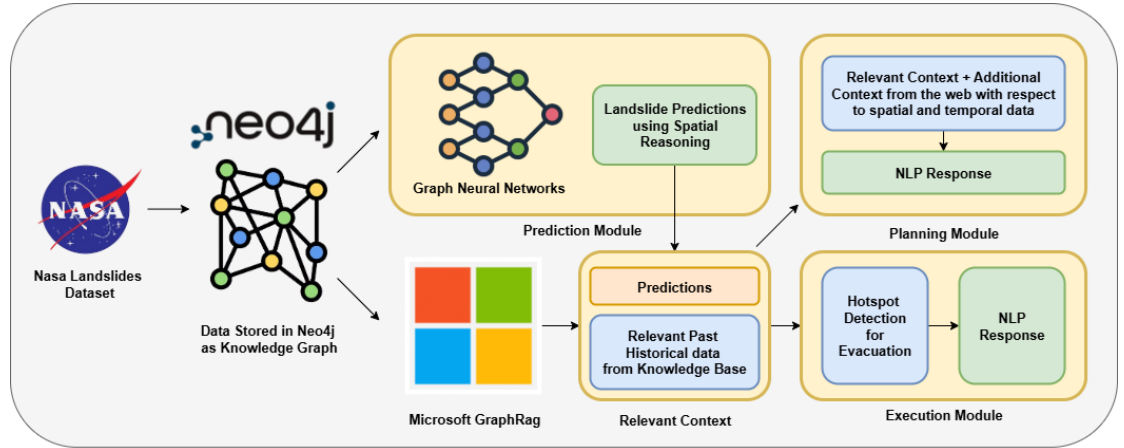 NASA
Nasa Landslides
Dataset
neo4j
Data Stored in Neo4j
as Knowledge Graph
Graph Neural Networks
Landslide Predictions
using Spatial
Reasoning
Prediction Module
Microsoft GraphRag
Predictions
Relevant Past
Historical data
from Knowledge Base
Relevant Context
Relevant Context + Additional
Context from the web with respect
to spatial and temporal data
NLP Response
Planning Module
Hotspot
Detection
for
Evacuation
NLP
Response
Execution Module